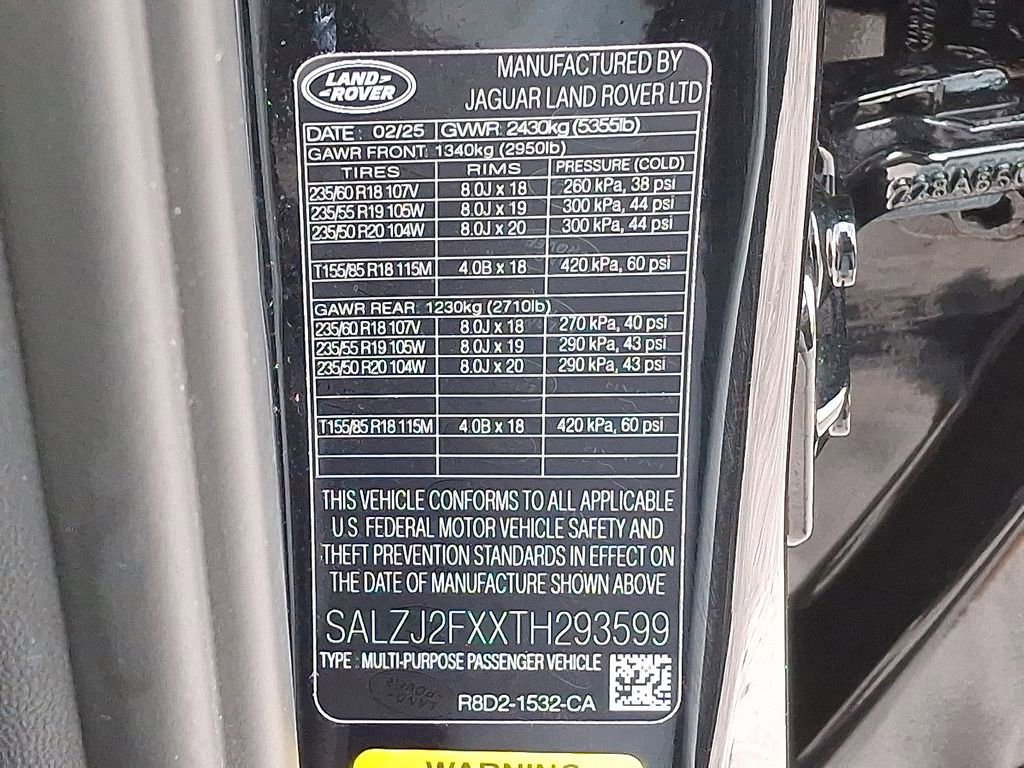 LAND-
-ROVER
MANUFACTURED BY
JAGUAR LAND ROVER LTD
DATE : 02/25 GVWR: 2430kg (5355lb)
GAWR FRONT: 1340kg (2950lb)
TIRES RIMS PRESSURE (COLD)
235/60 R18 107V 8.0J x 18 260 kPa, 38 psi
235/55 R19 105W 8.0J x 19 300 kPa, 44 psi
235/50 R20 104W 8.0J x 20 300 kPa, 44 psi
T155/85 R18 115M 4.0B x 18 420 kPa, 60 psi
GAWR REAR: 1230kg (2710lb)
235/60 R18 107V 8.0J x 18 270 kPa, 40 psi
235/55 R19 105W 8.0J x 19 290 kPa, 43 psi
235/50 R20 104W 8.0J x 20 290 kPa, 43 psi
T155/85 R18 115M 4.0B x 18 420 kPa, 60 psi
THIS VEHICLE CONFORMS TO ALL APPLICABLE
U.S. FEDERAL MOTOR VEHICLE SAFETY AND
THEFT PREVENTION STANDARDS IN EFFECT ON
THE DATE OF MANUFACTURE SHOWN ABOVE
SALZJ2FXXTH293599
TYPE : MULTI-PURPOSE PASSENGER VEHICLE
R8D2-1532-CA
WARNING